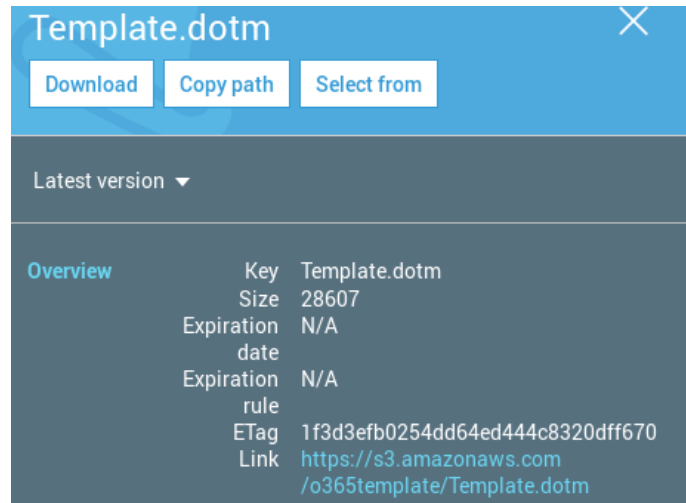 Template.dotm
Download Copy path Select from
Latest version
Overview Key Template.dotm
Size 28607
Expiration N/A
date
Expiration N/A
rule
ETag 1f3d3efb0254dd64ed444c8320dff670
Link https://s3.amazonaws.com
/o365template/Template.dotm